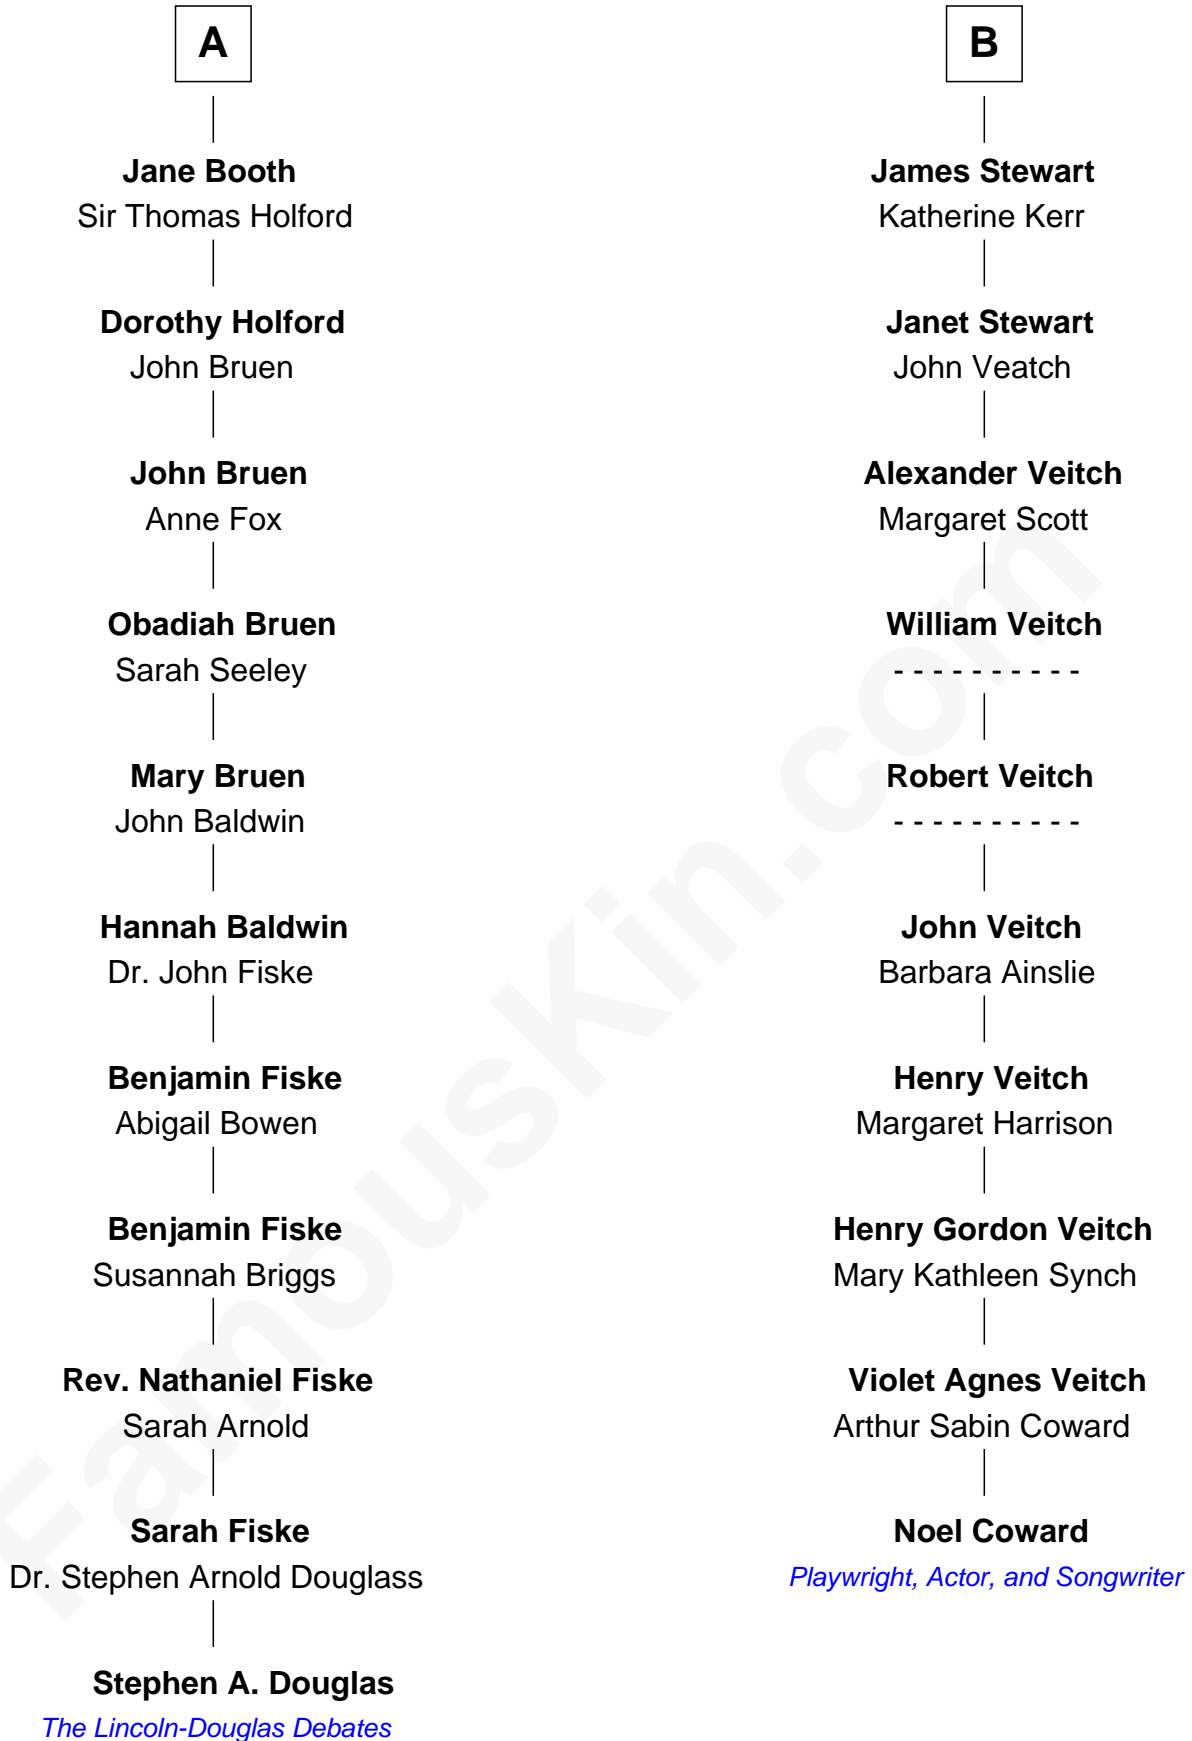 A
Jane Booth
Sir Thomas Holford
Dorothy Holford
John Bruen
John Bruen
Anne Fox
Obadiah Bruen
Sarah Seeley
Mary Bruen
John Baldwin
Hannah Baldwin
Dr. John Fiske
Benjamin Fiske
Abigail Bowen
Benjamin Fiske
Susannah Briggs
Rev. Nathaniel Fiske
Sarah Arnold
Sarah Fiske
Dr. Stephen Arnold Douglass
Stephen A. Douglas
The Lincoln-Douglas Debates
B
James Stewart
Katherine Kerr
Janet Stewart
John Veatch
Alexander Veitch
Margaret Scott
William Veitch
- - - - - - - - - -
Robert Veitch
- - - - - - - - - -
John Veitch
Barbara Ainslie
Henry Veitch
Margaret Harrison
Henry Gordon Veitch
Mary Kathleen Synch
Violet Agnes Veitch
Arthur Sabin Coward
Noel Coward
Playwright, Actor, and Songwriter
FamousKin.com